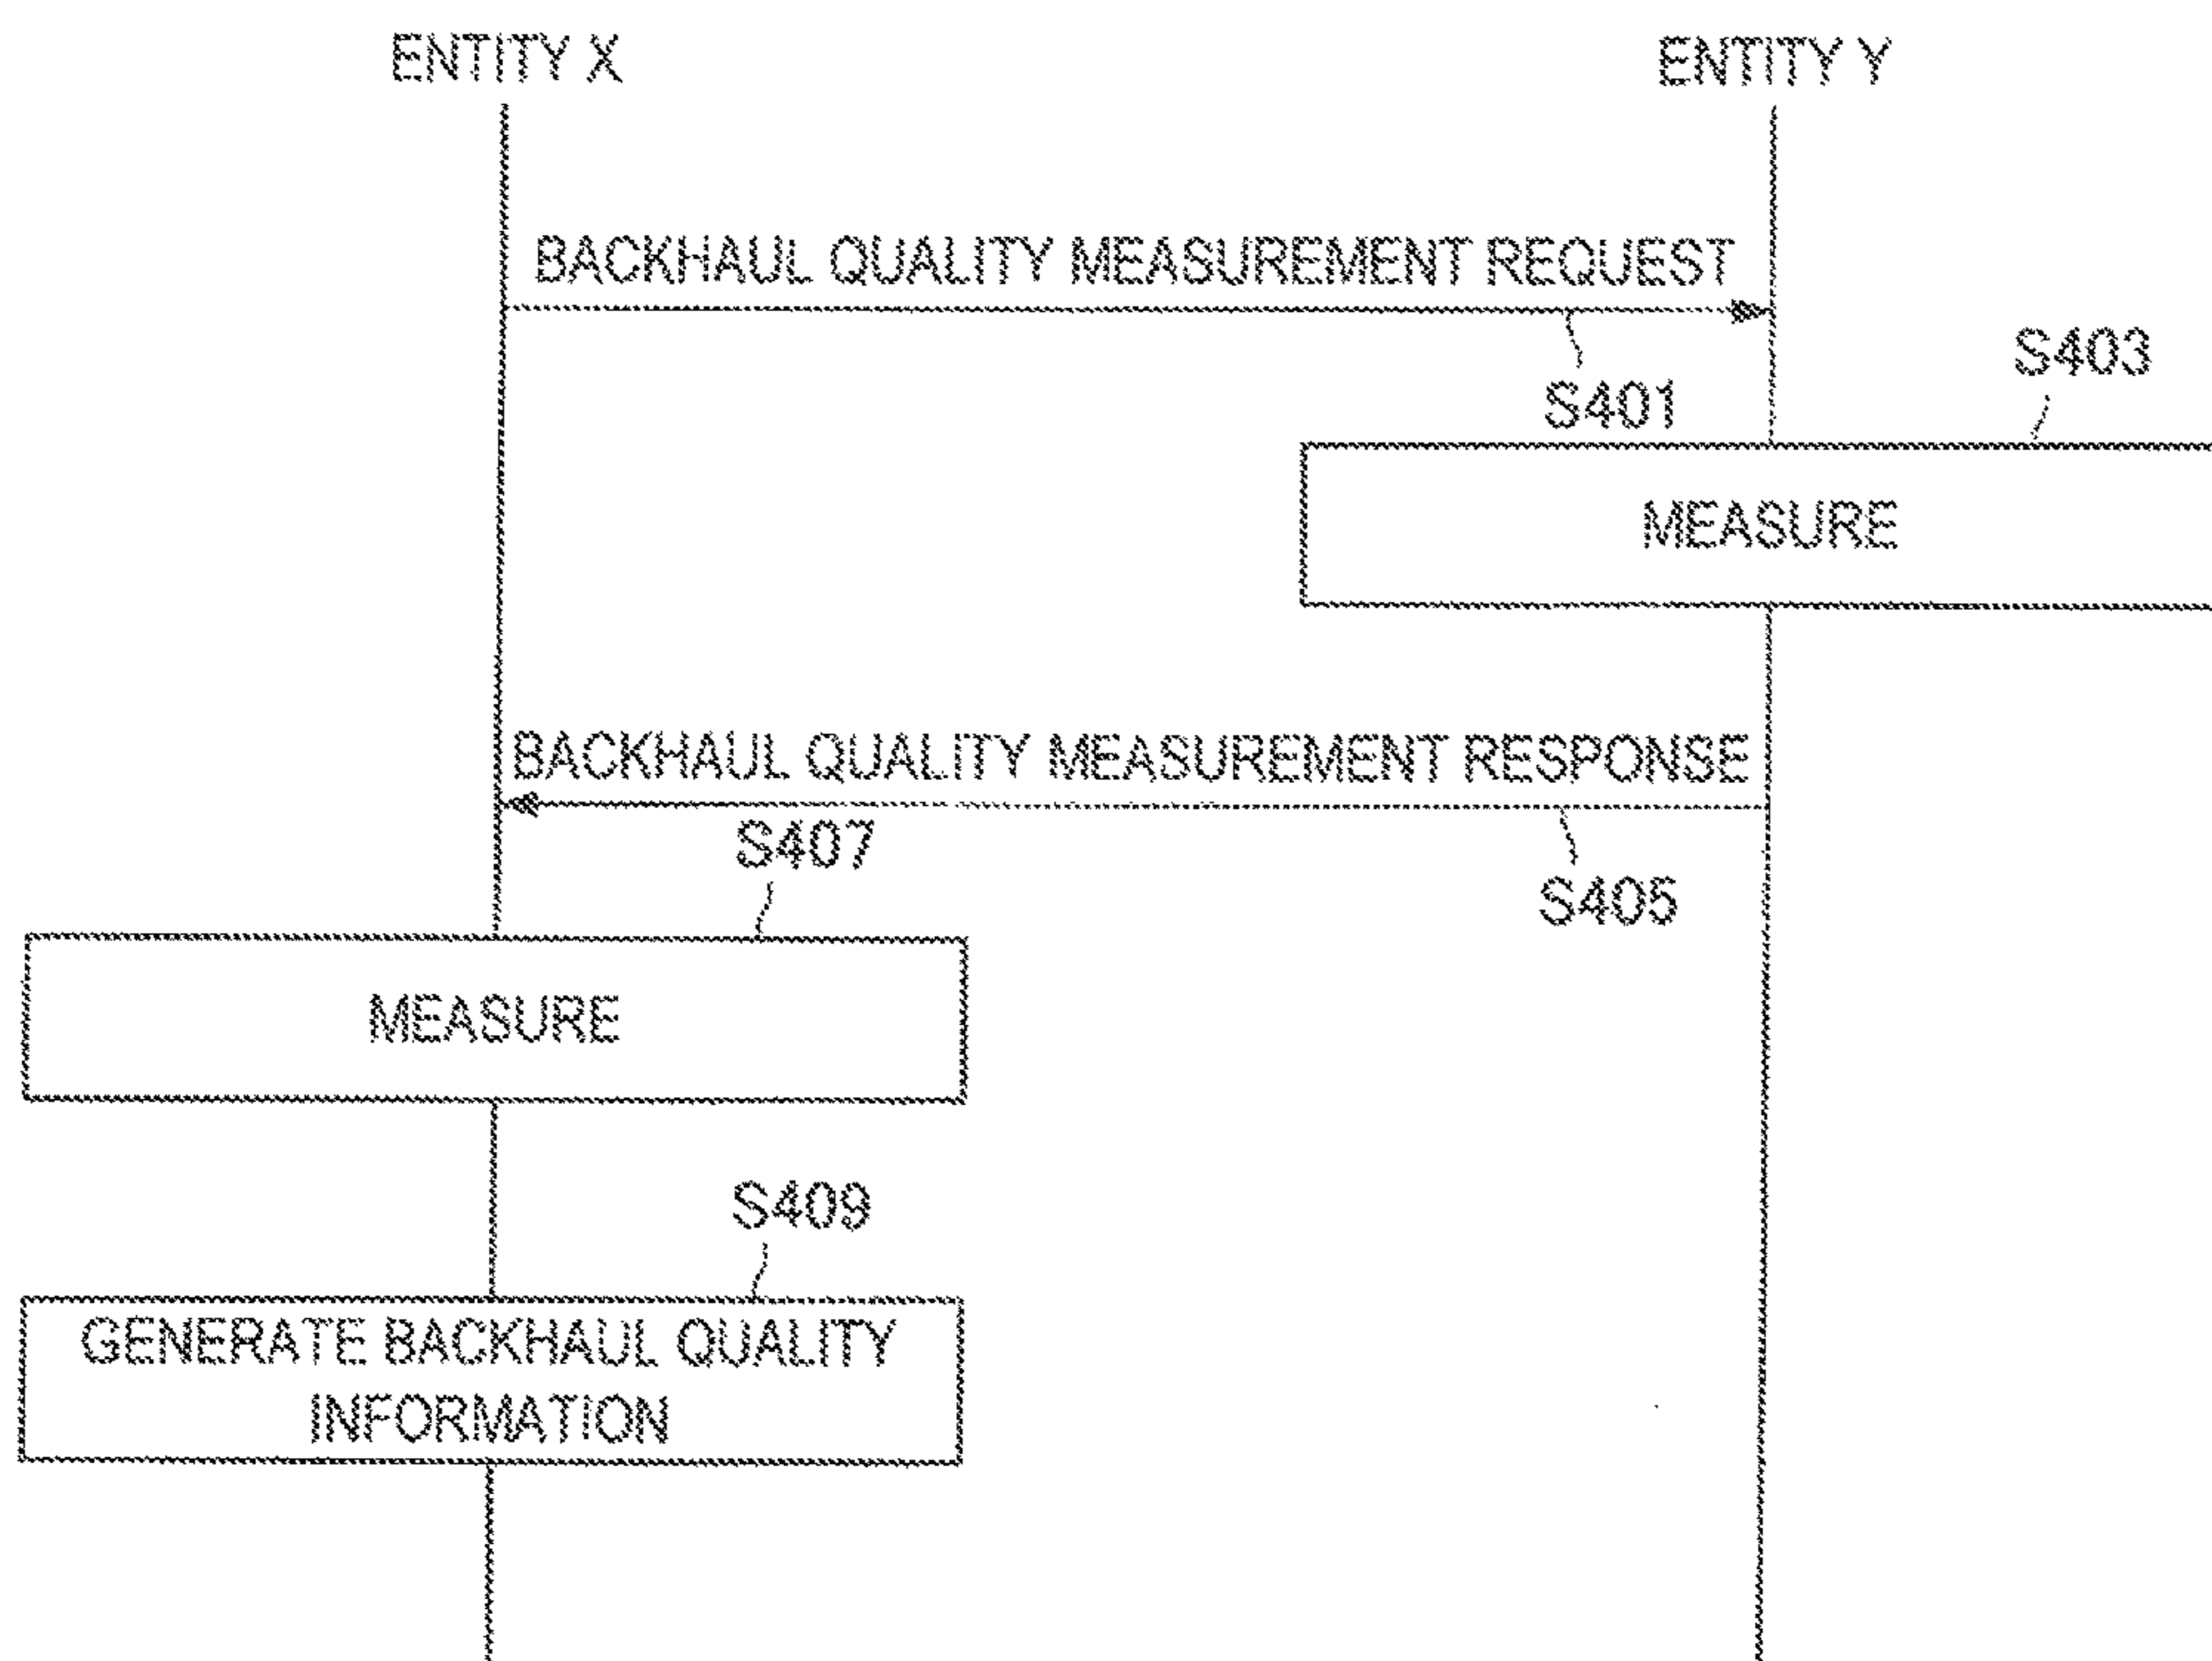 ENTITY X
ENTITY Y
BACKHAUL QUALITY MEASUREMENT REQUEST
S401
S403
MEASURE
BACKHAUL QUALITY MEASUREMENT RESPONSE
S405
S407
MEASURE
S409
GENERATE BACKHAUL QUALITY
INFORMATION